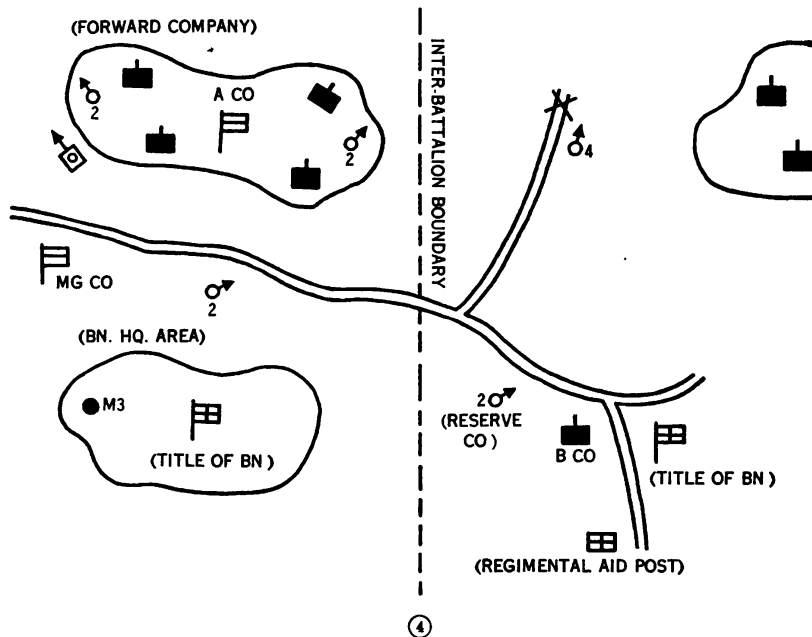 (FORWARD COMPANY)
A CO
2
2
INTER-BATTALION BOUNDARY
4
MG CO
2
(BN. HQ. AREA)
M3
(TITLE OF BN)
2
(RESERVE
CO)
B CO
(TITLE OF BN)
(REGIMENTAL AID POST)
4